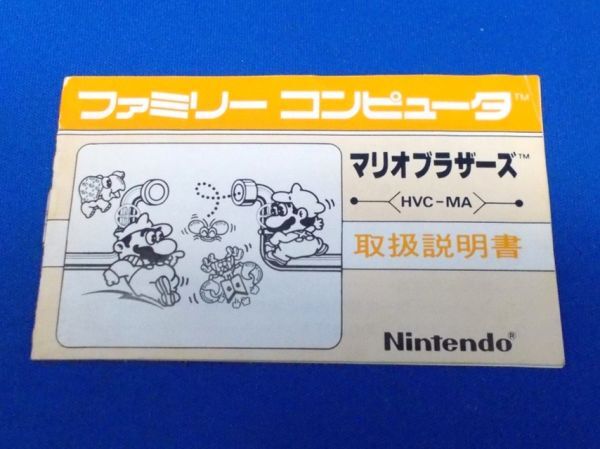 ファミリー コンピュータ™
マリオブラザーズ™
HVC-MA
取扱説明書
Nintendo®